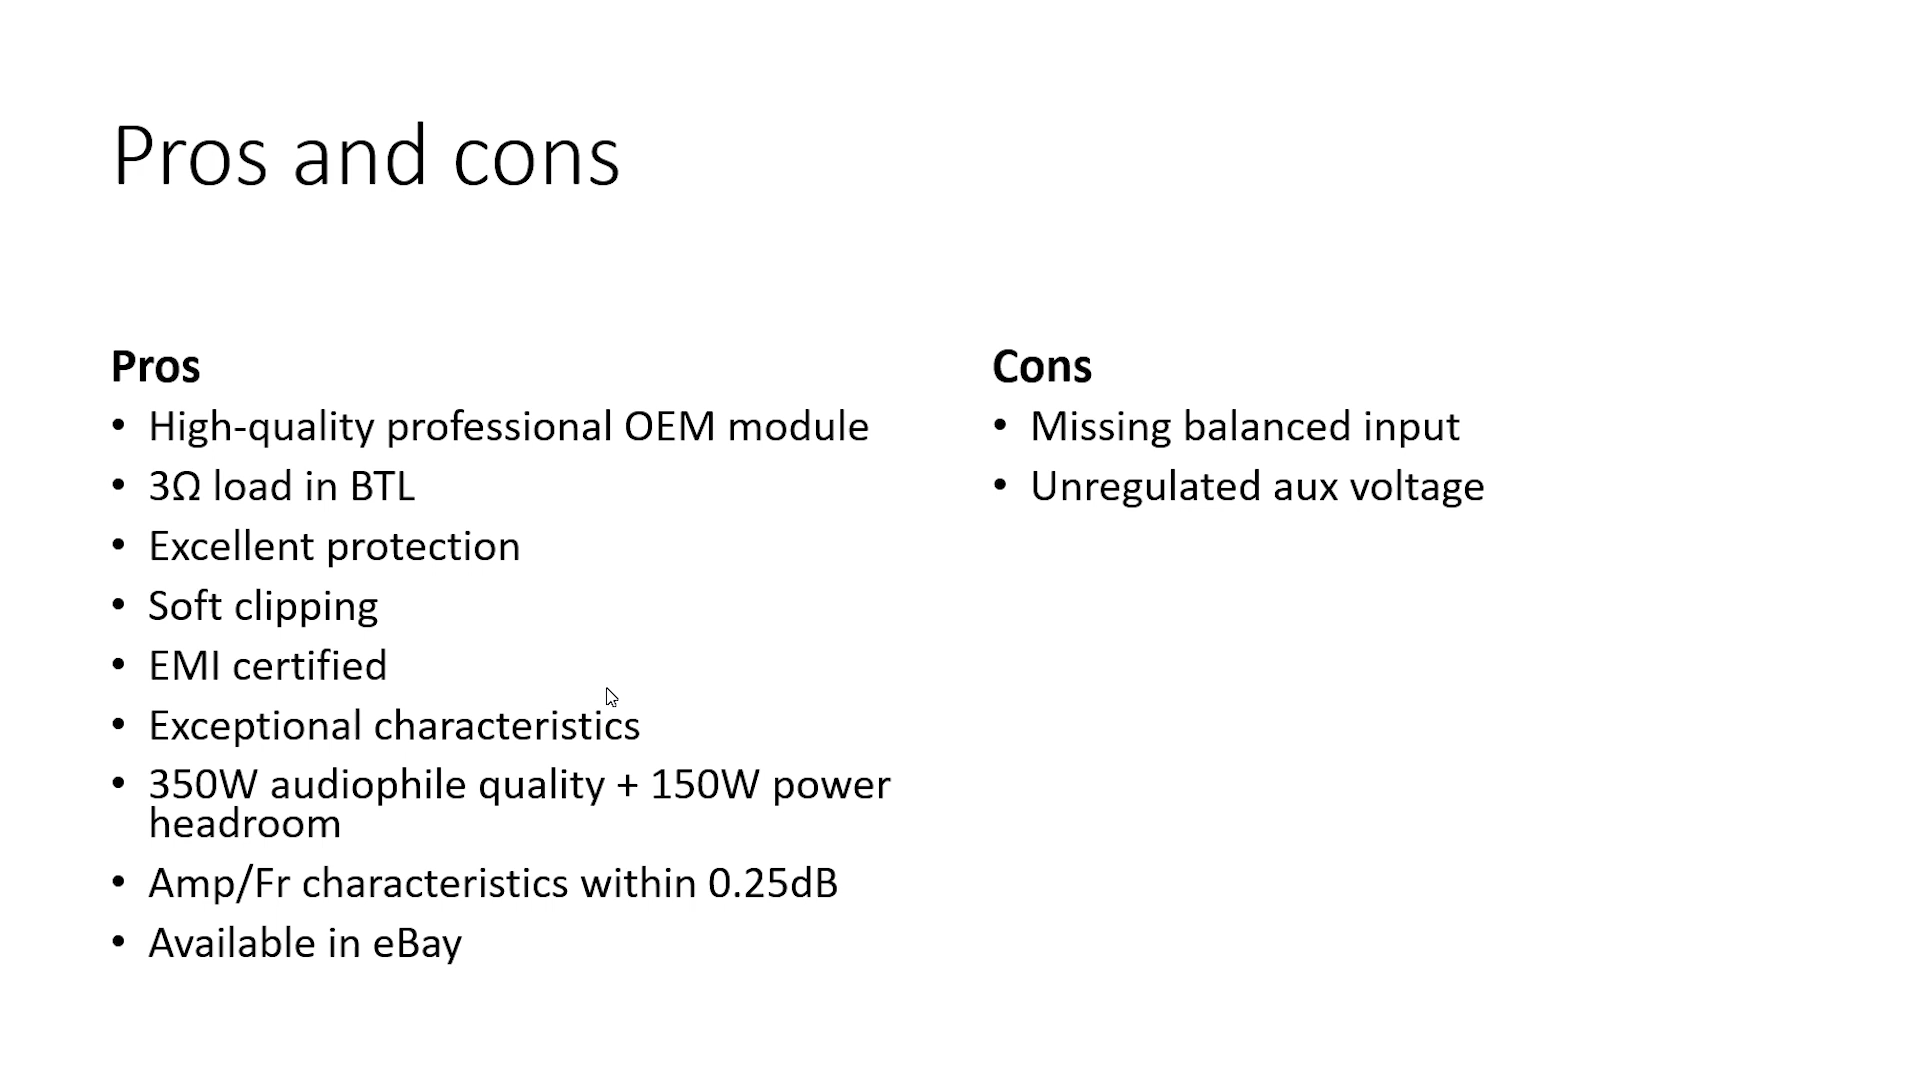 Pros and cons
Pros
• High-quality professional OEM module
• 3Ω load in BTL
• Excellent protection
• Soft clipping
• EMI certified
• Exceptional characteristics
• 350W audiophile quality + 150W power
headroom
• Amp/Fr characteristics within 0.25dB
• Available in eBay
Cons
• Missing balanced input
• Unregulated aux voltage